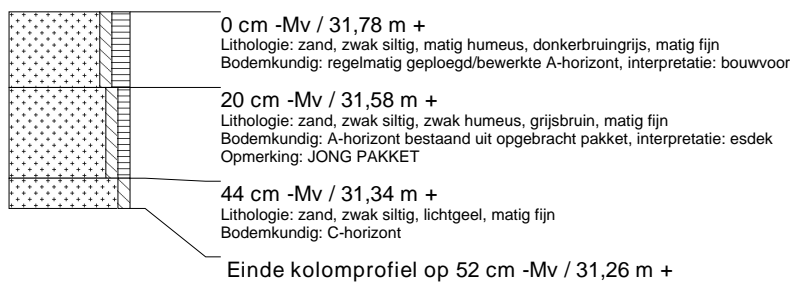 0 cm -Mv / 31,78 m +
Lithologie: zand, zwak siltig, matig humeus, donkerbruingrijs, matig fijn
Bodemkundig: regelmatig geploegd/bewerkte A-horizont, interpretatie: bouwvoor
20 cm -Mv / 31,58 m +
Lithologie: zand, zwak siltig, zwak humeus, grijsbruin, matig fijn
Bodemkundig: A-horizont bestaand uit opgebracht pakket, interpretatie: esdek
Opmerking: JONG PAKKET
44 cm -Mv / 31,34 m +
Lithologie: zand, zwak siltig, lichtgeel, matig fijn
Bodemkundig: C-horizont
Einde kolomprofiel op 52 cm -Mv / 31,26 m +